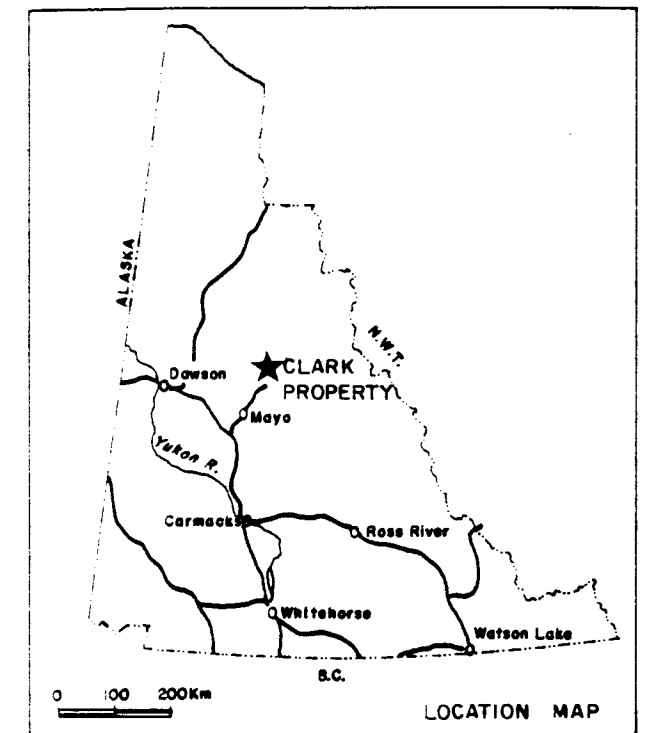 ALASKA
N.W.T.
Dawson
CLARK
PROPERTY
Mayo
Yukon R.
Carmacks
Ross River
Whitehorse
Watson Lake
B.C.
0 100 200Km
LOCATION MAP